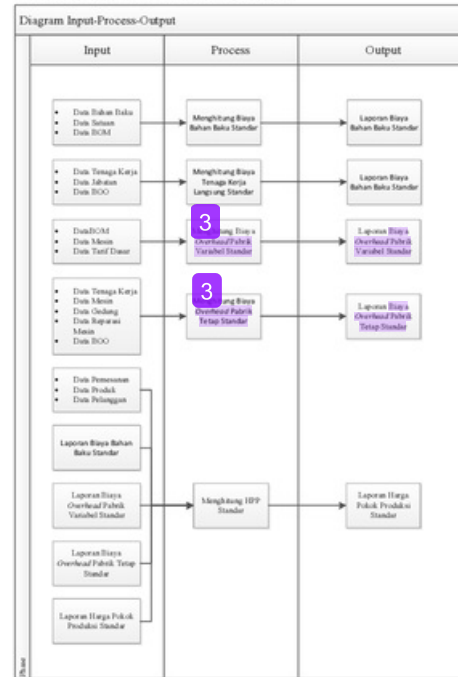 Diagram Input-Process-Output
Input
Process
Output
• Data Bahan Baku
• Data Satuan
• Data BOM
Menghitung Biaya
Bahan Baku Standar
Laporan Biaya
Bahan Baku Standar
• Data Tenaga Kerja
• Data Jabatan
• Data BOO
Menghitung Biaya
Tenaga Kerja
Langsung Standar
Laporan Biaya
Bahan Baku Standar
• DataBOM
• Data Mesin
• Data Tarif Dasar
3
Biaya
Overhead Pabrik
Variabel Standar
Laporan Biaya
Overhead Pabrik
Variabel Standar
• Data Tenaga Kerja
• Data Mesin
• Data Gedung
• Data Reparasi
Mesin
• Data BOO
3
Biaya
Overhead Pabrik
Tetap Standar
Laporan Biaya
Overhead Pabrik
Tetap Standar
• Data Pemesanan
• Data Produk
• Data Pelanggan
Laporan Biaya Bahan
Baku Standar
Laporan Biaya
Overhead Pabrik
Variabel Standar
Menghitung HPP
Standar
Laporan Harga
Pokok Produksi
Standar
Laporan Biaya
Overhead Pabrik Tetap
Standar
Laporan Harga Pokok
Produksi Standar
Phase